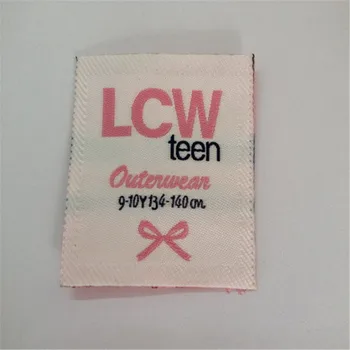 LCW
teen
Outerwear
9-10Y 134-140 cm.